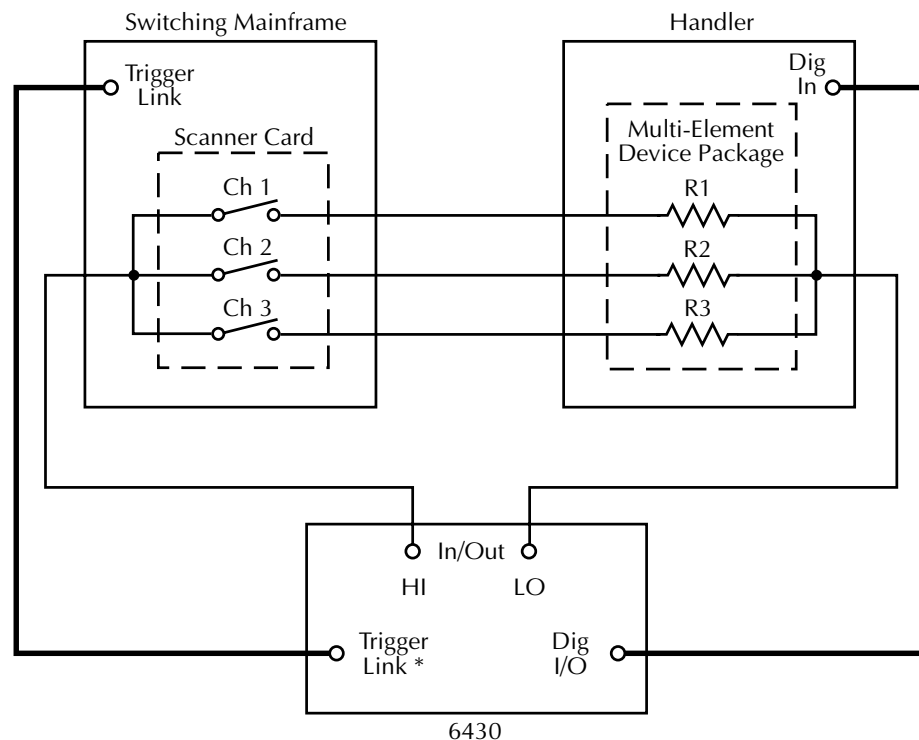 Switching Mainframe
Handler
Trigger
Link
Dig
In
Scanner Card
Multi-Element
Device Package
Ch 1
R1
Ch 2
R2
Ch 3
R3
In/Out
HI
LO
Trigger
Link *
Dig
I/O
6430